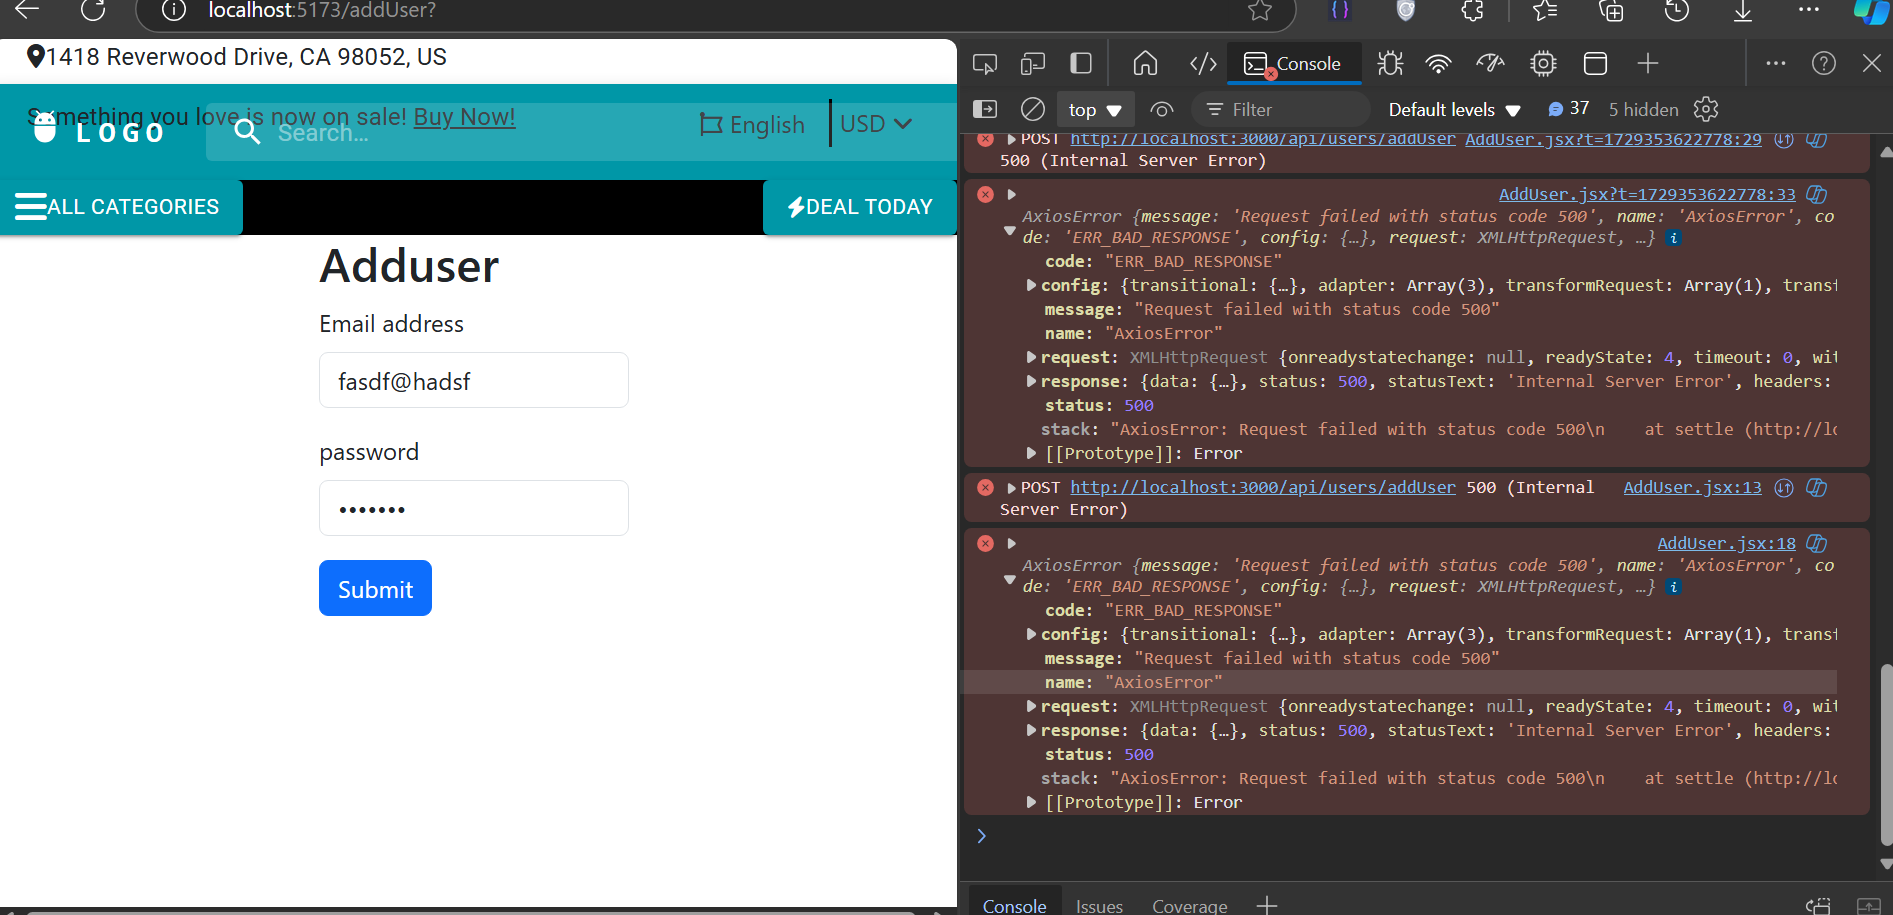 localhost:5173/addUser?
1418 Reverwood Drive, CA 98052, US
Something you love is now on sale! Buy Now!
LOGO
Search...
English
USD
ALL CATEGORIES
DEAL TODAY
Adduser
Email address
fasdf@hadsf
password
•••••••
Submit
Console
top
Filter
Default levels
37
5 hidden
POST http://localhost:3000/api/users/addUser AddUser.jsx?t=1729353622778:29
500 (Internal Server Error)
AddUser.jsx?t=1729353622778:33
AxiosError {message: 'Request failed with status code 500', name: 'AxiosError', co
de: 'ERR_BAD_RESPONSE', config: {…}, request: XMLHttpRequest, …}
code: "ERR_BAD_RESPONSE"
config: {transitional: {…}, adapter: Array(3), transformRequest: Array(1), transf
message: "Request failed with status code 500"
name: "AxiosError"
request: XMLHttpRequest {onreadystatechange: null, readyState: 4, timeout: 0, wit
response: {data: {…}, status: 500, statusText: 'Internal Server Error', headers:
status: 500
stack: "AxiosError: Request failed with status code 500\n    at settle (http://lo
[[Prototype]]: Error
POST http://localhost:3000/api/users/addUser 500 (Internal AddUser.jsx:13
Server Error)
AddUser.jsx:18
AxiosError {message: 'Request failed with status code 500', name: 'AxiosError', co
de: 'ERR_BAD_RESPONSE', config: {…}, request: XMLHttpRequest, …}
code: "ERR_BAD_RESPONSE"
config: {transitional: {…}, adapter: Array(3), transformRequest: Array(1), transf
message: "Request failed with status code 500"
name: "AxiosError"
request: XMLHttpRequest {onreadystatechange: null, readyState: 4, timeout: 0, wit
response: {data: {…}, status: 500, statusText: 'Internal Server Error', headers:
status: 500
stack: "AxiosError: Request failed with status code 500\n    at settle (http://lo
[[Prototype]]: Error
Console
Issues
Coverage